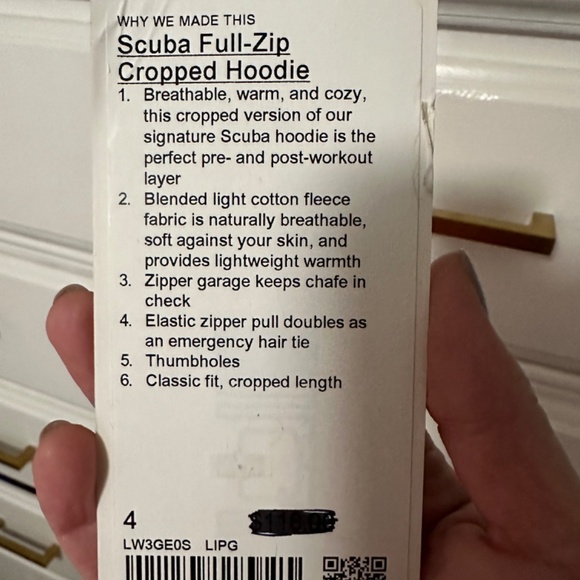 WHY WE MADE THIS
Scuba Full-Zip
Cropped Hoodie
1. Breathable, warm, and cozy,
this cropped version of our
signature Scuba hoodie is the
perfect pre- and post-workout
layer
2. Blended light cotton fleece
fabric is naturally breathable,
soft against your skin, and
provides lightweight warmth
3. Zipper garage keeps chafe in
check
4. Elastic zipper pull doubles as
an emergency hair tie
5. Thumbholes
6. Classic fit, cropped length
4
LW3GE0S LIPG